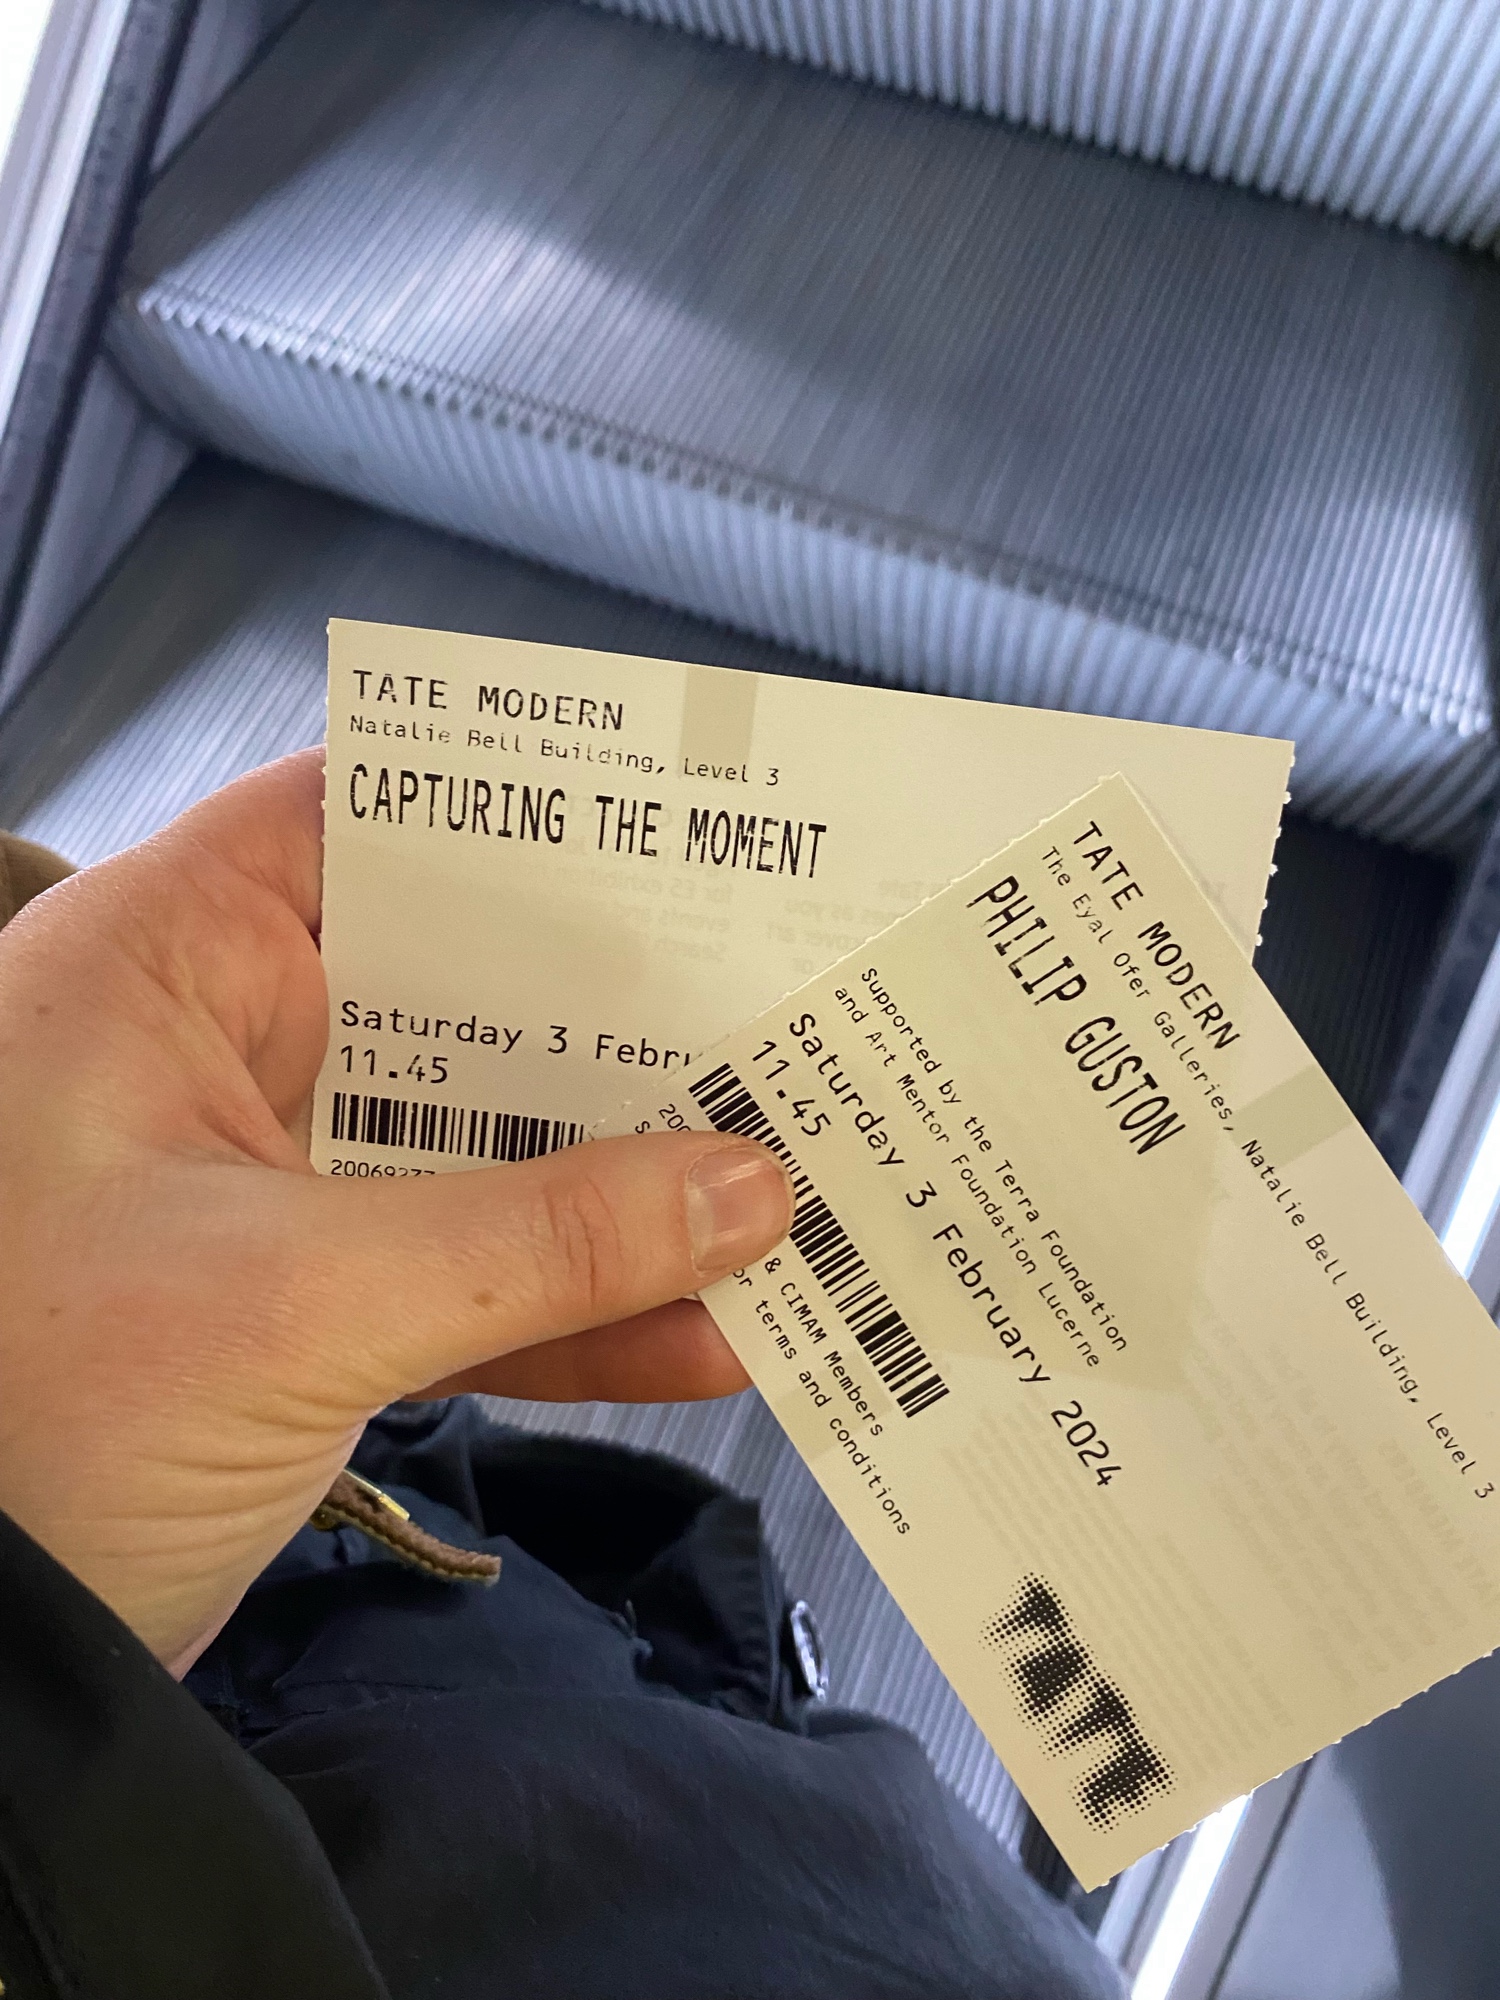 TATE MODERN
Natalie Bell Building, Level 3
CAPTURING THE MOMENT
Saturday 3 Febru
11.45
TATE MODERN
The Eyal Ofer Galleries, Natalie Bell Building, Level 3
PHILIP GUSTON
Supported by the Terra Foundation
and Art Mentor Foundation Lucerne
Saturday 3 February 2024
11.45
200
& CIMAM Members
or terms and conditions
TATE